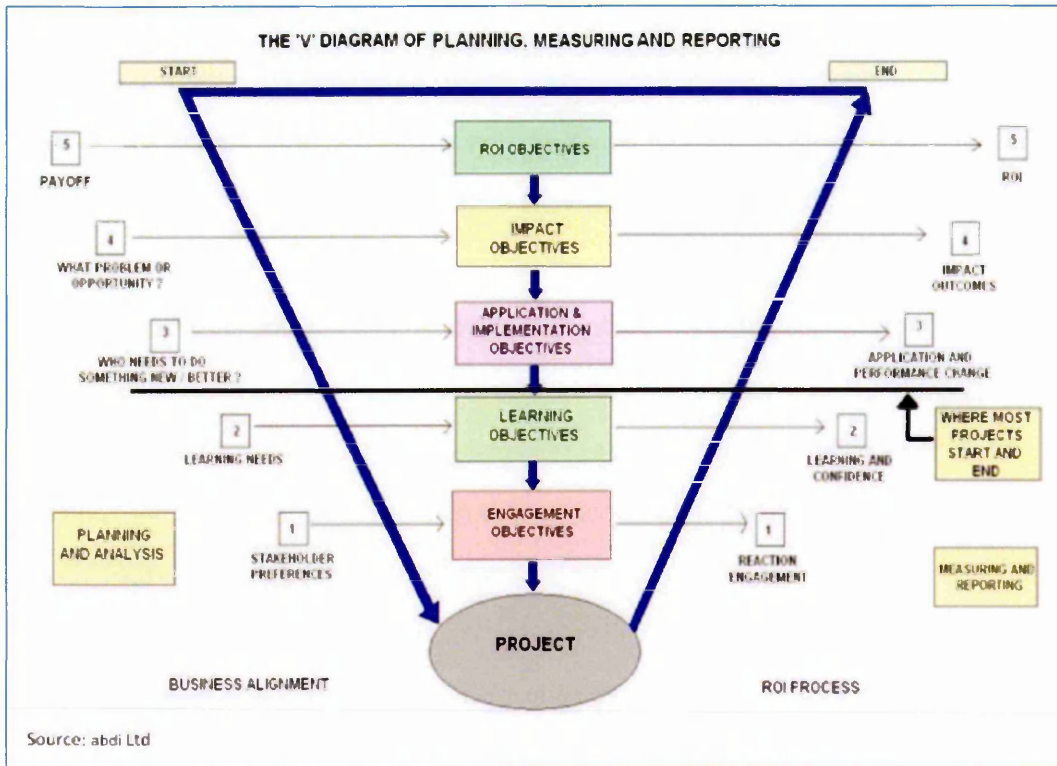 THE 'V' DIAGRAM OF PLANNING. MEASURING AND REPORTING
START
END
5
PAYOFF
ROI OBJECTIVES
5
ROI
4
WHAT PROBLEM OR
OPPORTUNITY ?
IMPACT
OBJECTIVES
4
IMPACT
OUTCOMES
3
WHO NEEDS TO DO
SOMETHING NEW / BETTER ?
APPLICATION &
IMPLEMENTATION
OBJECTIVES
3
APPLICATION AND
PERFORMANCE CHANGE
2
LEARNING NEEDS
LEARNING
OBJECTIVES
2
LEARNING AND
CONFIDENCE
WHERE MOST
PROJECTS
START AND
END
PLANNING
AND ANALYSIS
1
STAKEHOLDER
PREFERENCES
ENGAGEMENT
OBJECTIVES
1
REACTION
ENGAGEMENT
MEASURING AND
REPORTING
PROJECT
BUSINESS ALIGNMENT
ROI PROCESS
Source: abdi Ltd